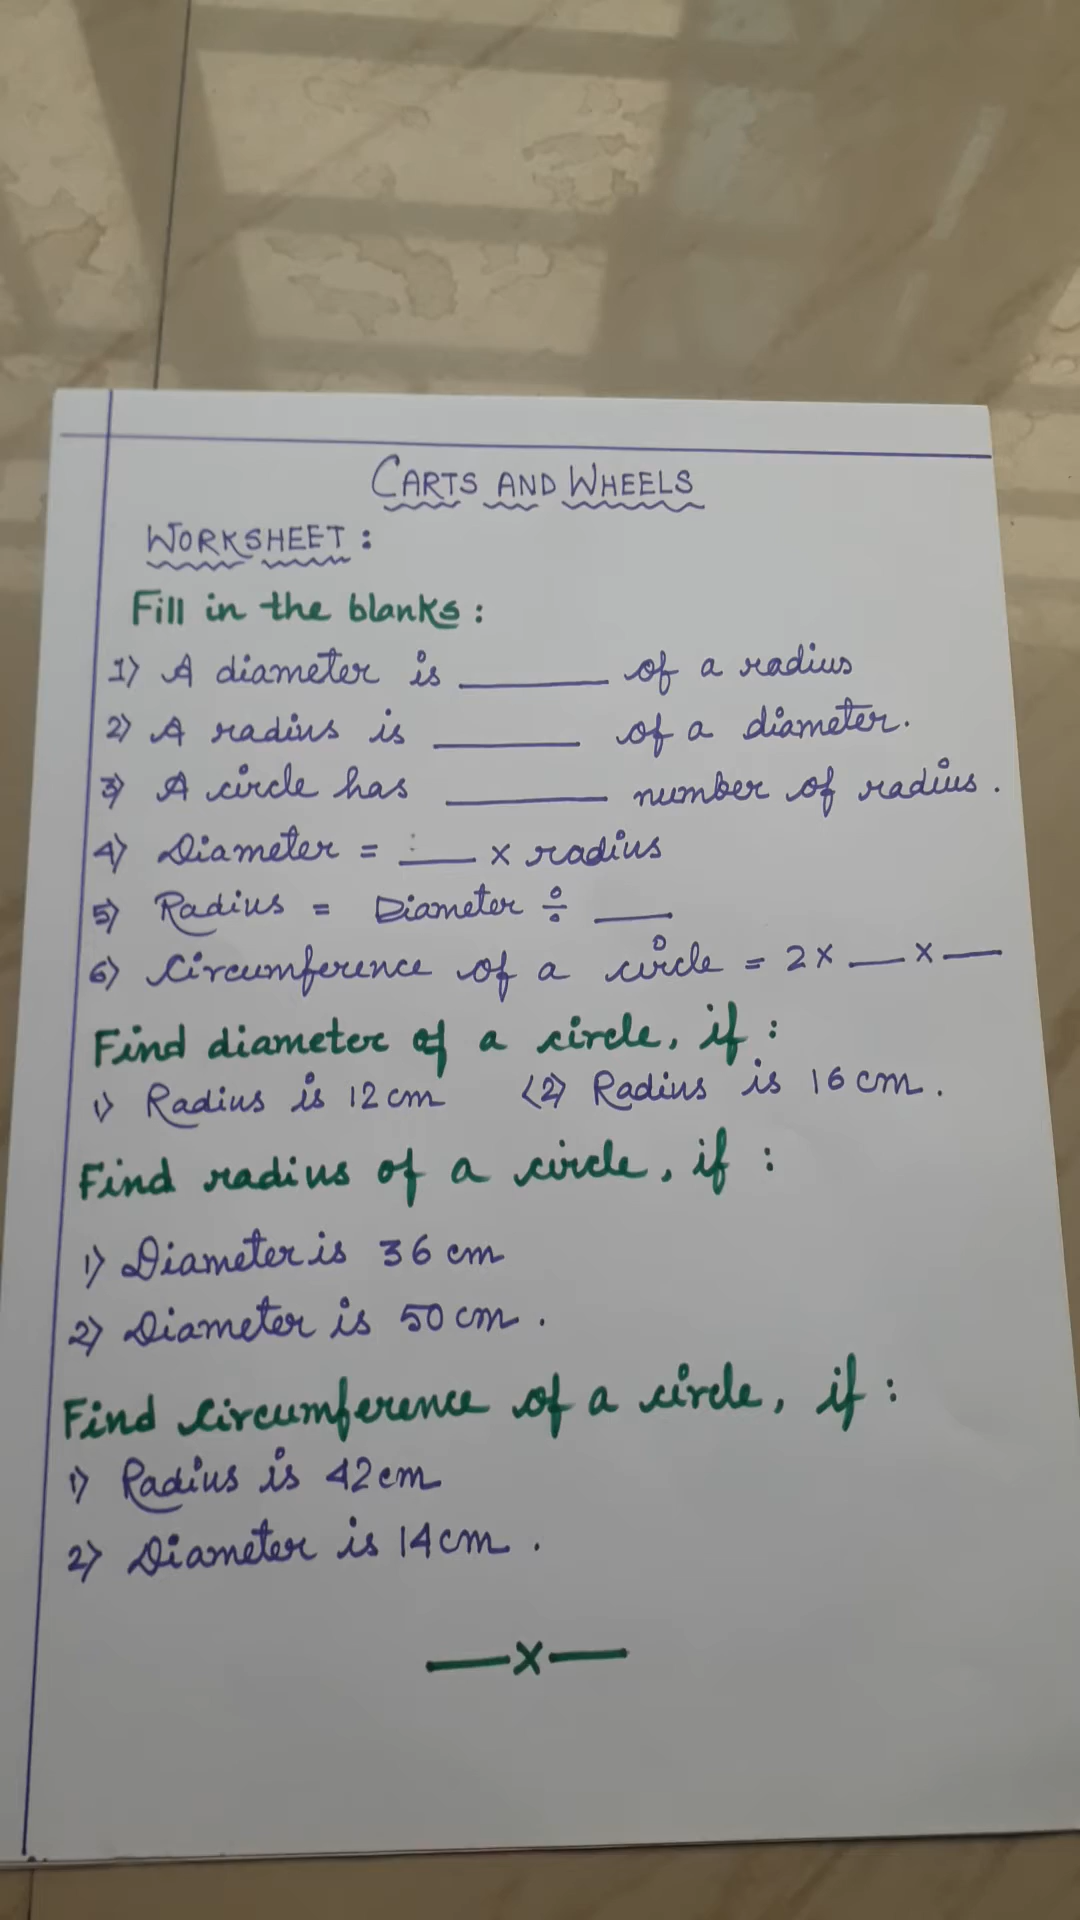 CARTS AND WHEELS
WORKSHEET :
Fill in the blanks :
1) A diameter is ______ of a radius
2) A radius is ______ of a diameter.
3) A circle has ______ number of radius.
4) Diameter = ___ x radius
5) Radius = Diameter ÷ ___
6) Circumference of a circle = 2 x __ x __
Find diameter of a circle, if :
1) Radius is 12 cm (2) Radius is 16 cm.
Find radius of a circle, if :
1) Diameter is 36 cm
2) Diameter is 50 cm.
Find circumference of a circle, if :
1) Radius is 42 cm
2) Diameter is 14 cm.
—x—